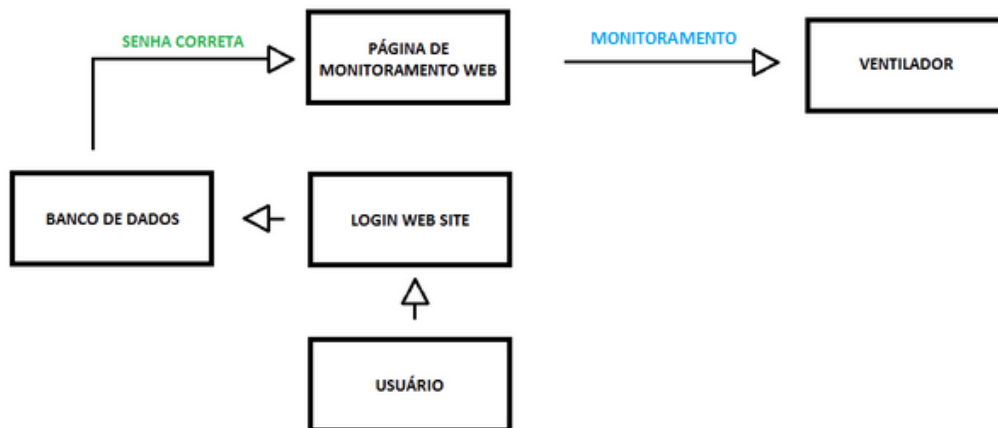 SENHA CORRETA
PÁGINA DE
MONITORAMENTO WEB
MONITORAMENTO
VENTILADOR
BANCO DE DADOS
LOGIN WEB SITE
USUÁRIO